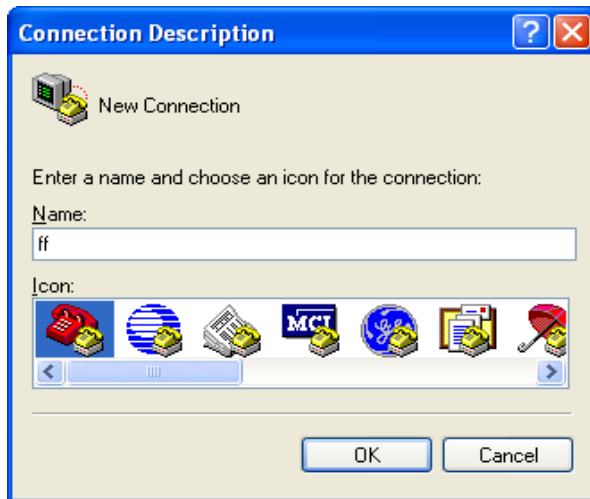 Connection Description
New Connection
Enter a name and choose an icon for the connection:
Name:
ff
Icon:
MCI
OK
Cancel